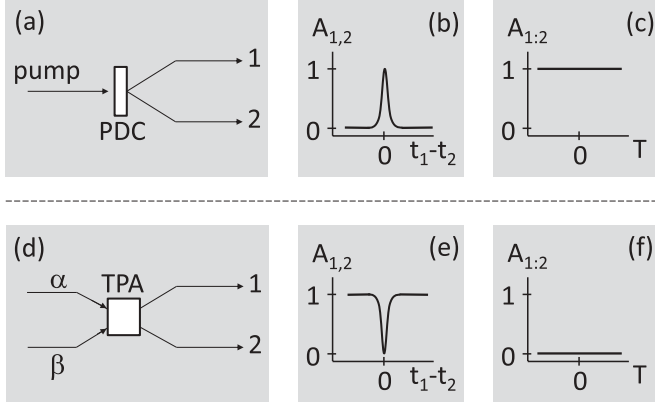 (a)
pump
PDC
1
2
A1,2
(b)
1
0
0
t1-t2
A1:2
(c)
1
0
0
T
(d)
α
β
TPA
1
2
A1,2
(e)
1
0
0
t1-t2
A1:2
(f)
1
0
0
T